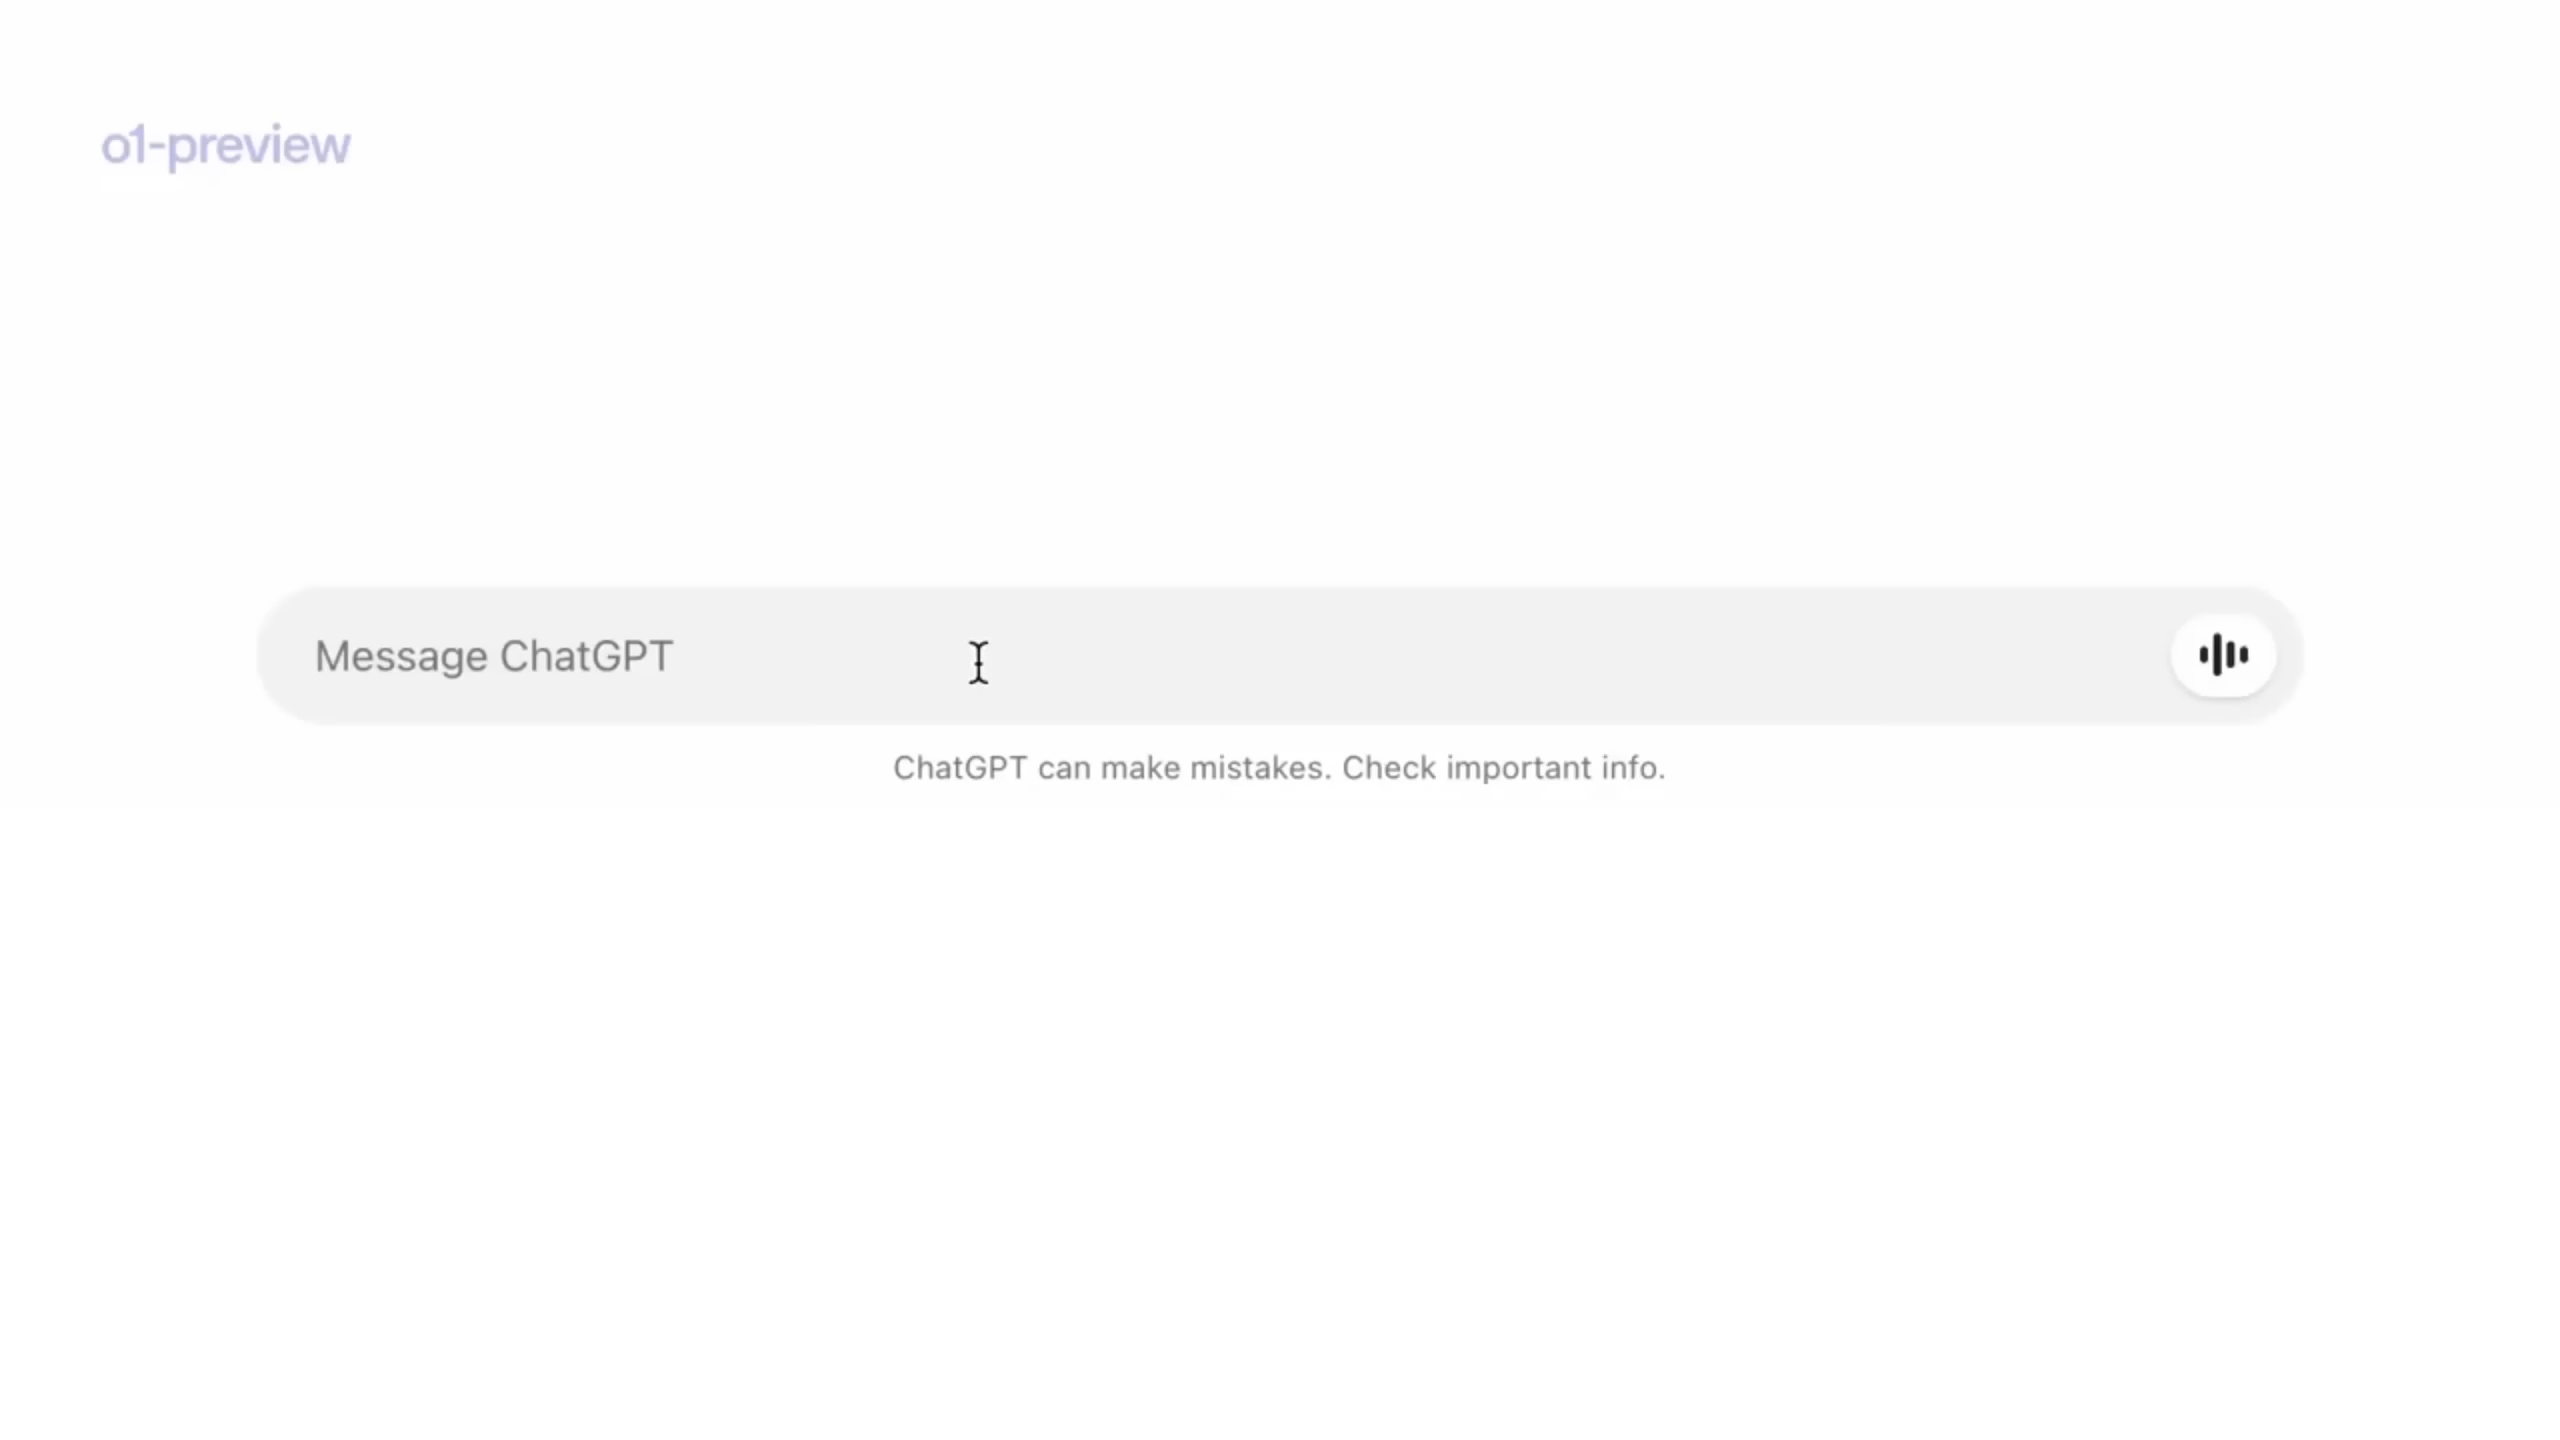 o1-preview
Message ChatGPT
ChatGPT can make mistakes. Check important info.